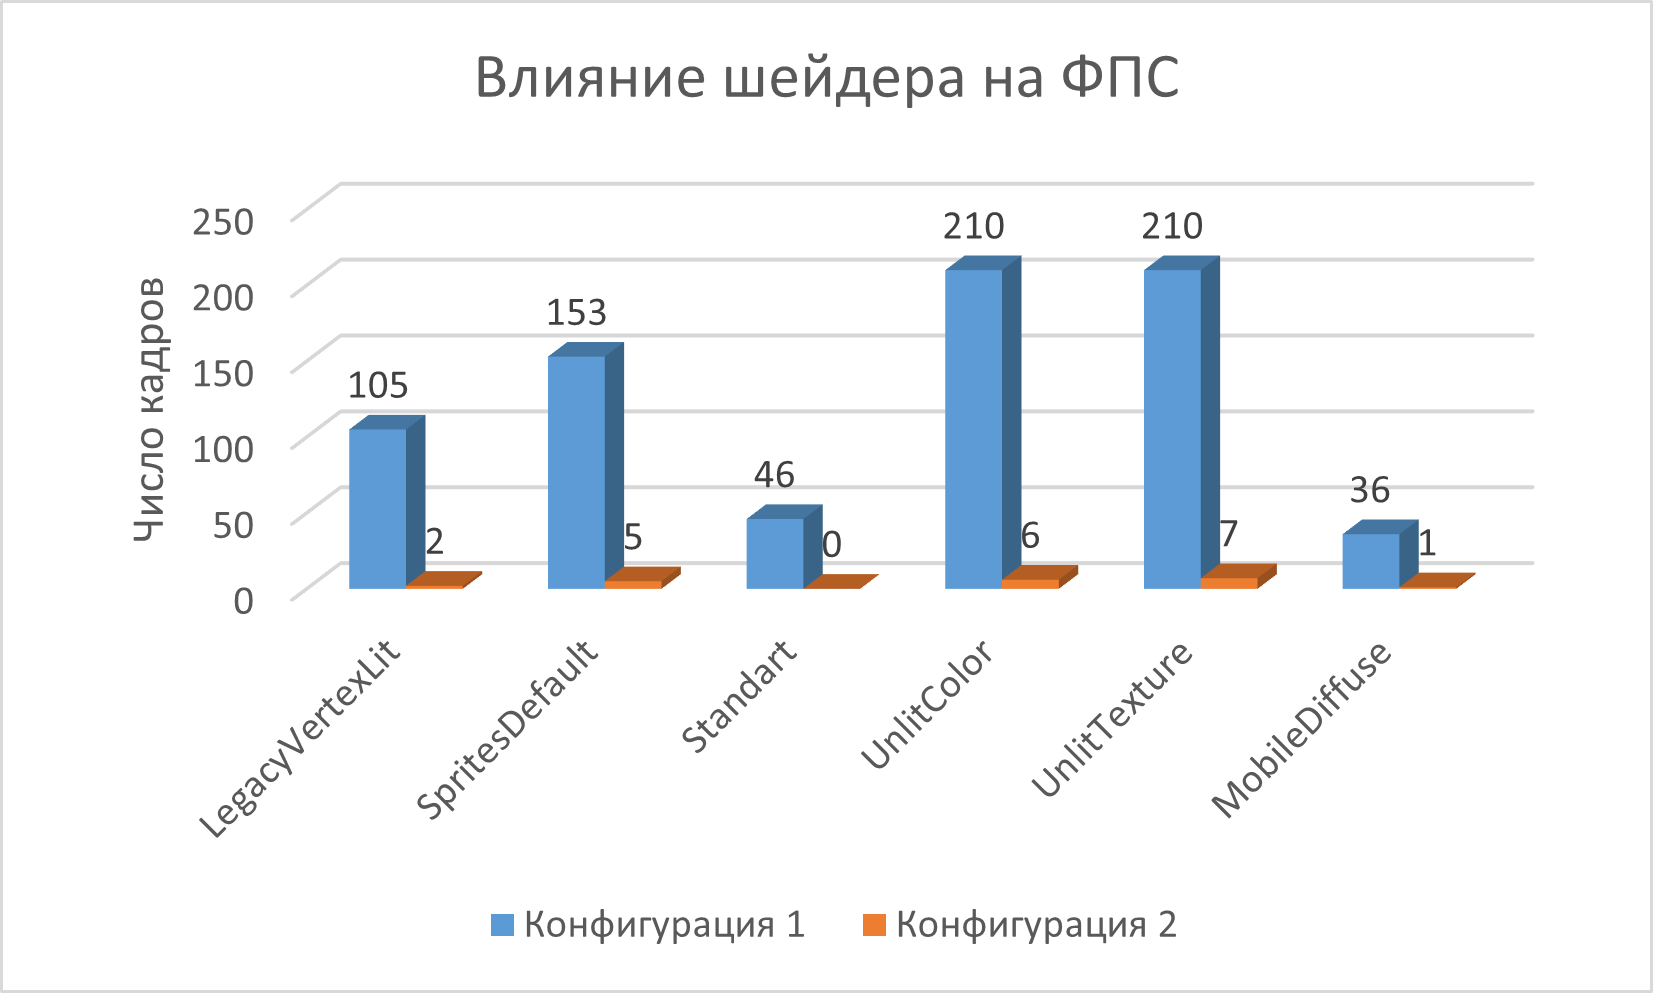 Влияние шейдера на ФПС
Число кадров
250
200
150
100
50
0
105
2
153
5
46
0
210
6
210
7
36
1
LegacyVertexLit
SpritesDefault
Standart
UnlitColor
UnlitTexture
MobileDiffuse
Конфигурация 1
Конфигурация 2